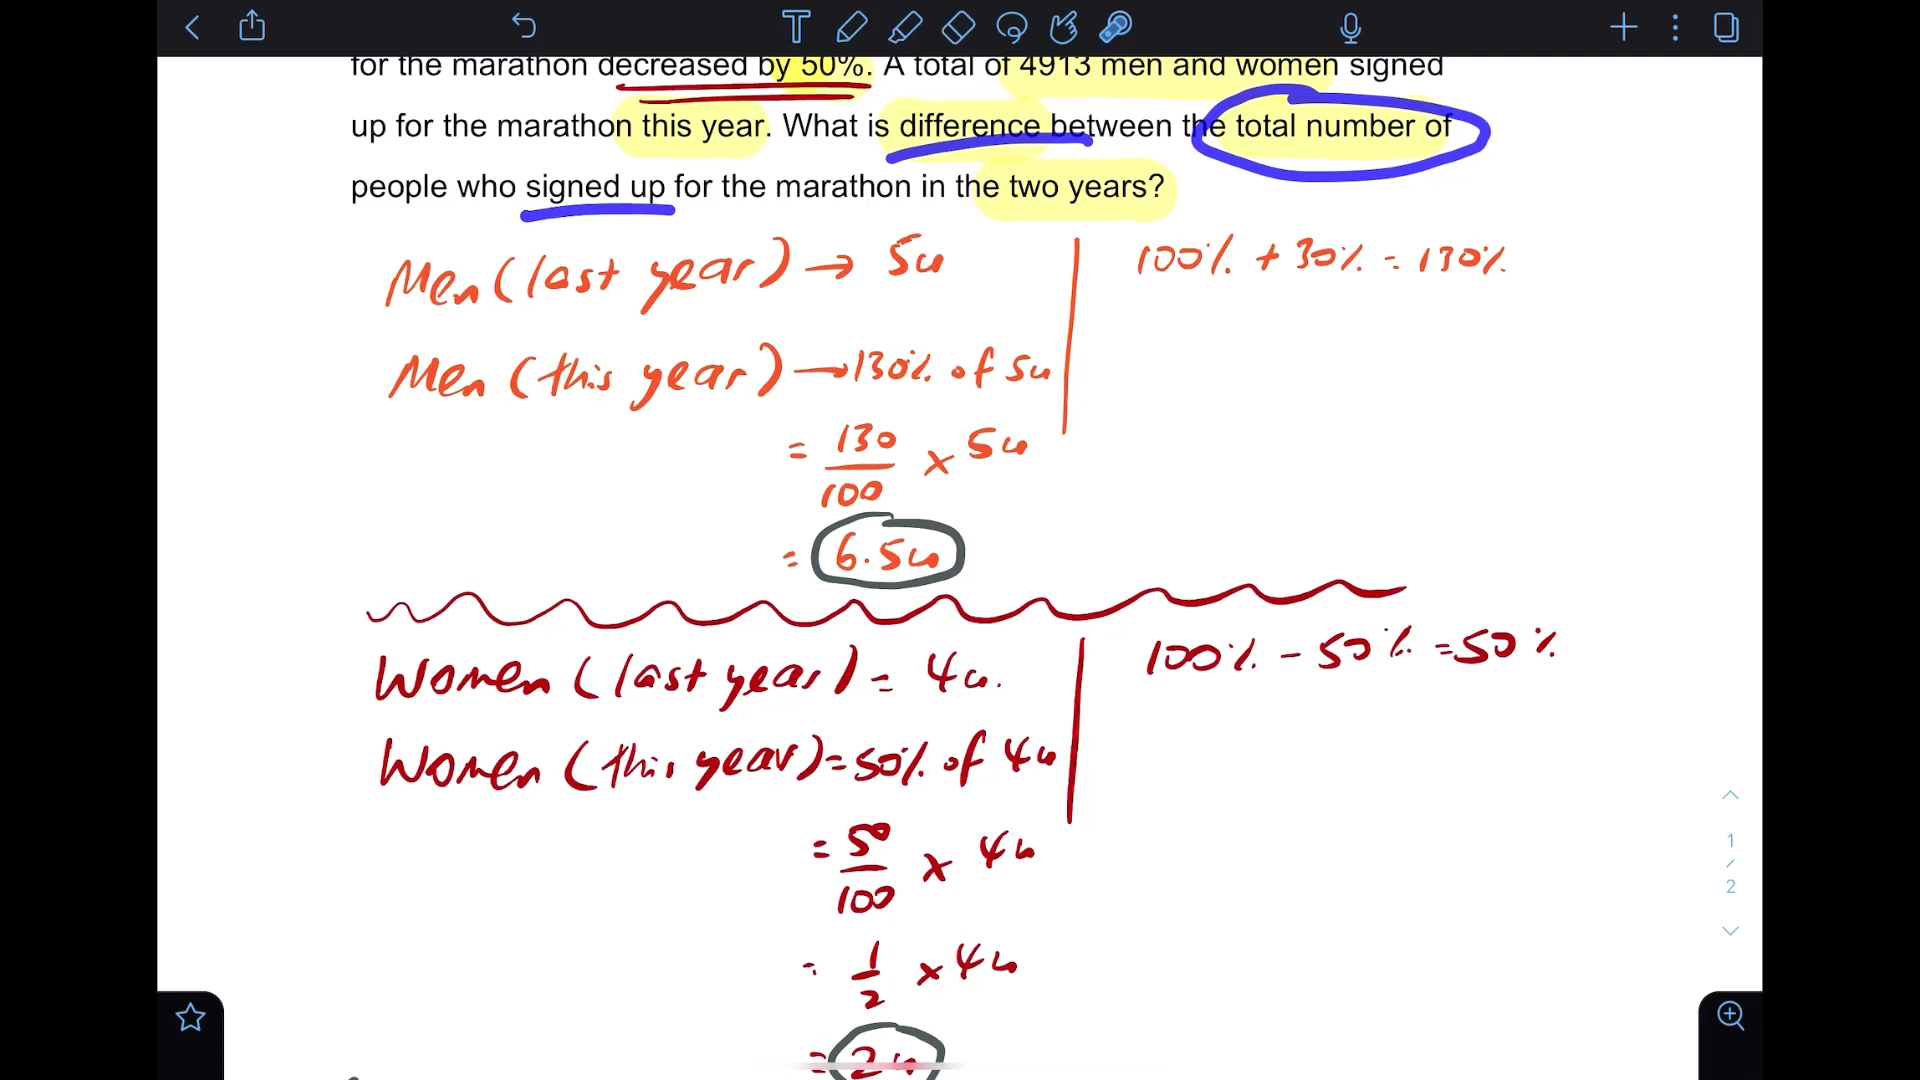 for the marathon decreased by 50%. A total of 4913 men and women signed
up for the marathon this year. What is difference between the total number of
people who signed up for the marathon in the two years?
Men (last year) → 5u
100% + 30% = 130%
Men (this year) → 130% of 5u
= 130/100 × 5u
= 6.5u
Women (last year) = 4u.
100% - 50% = 50%
Women (this year) = 50% of 4u
= 50/100 × 4u
= 1/2 × 4u
= 2u
1/2